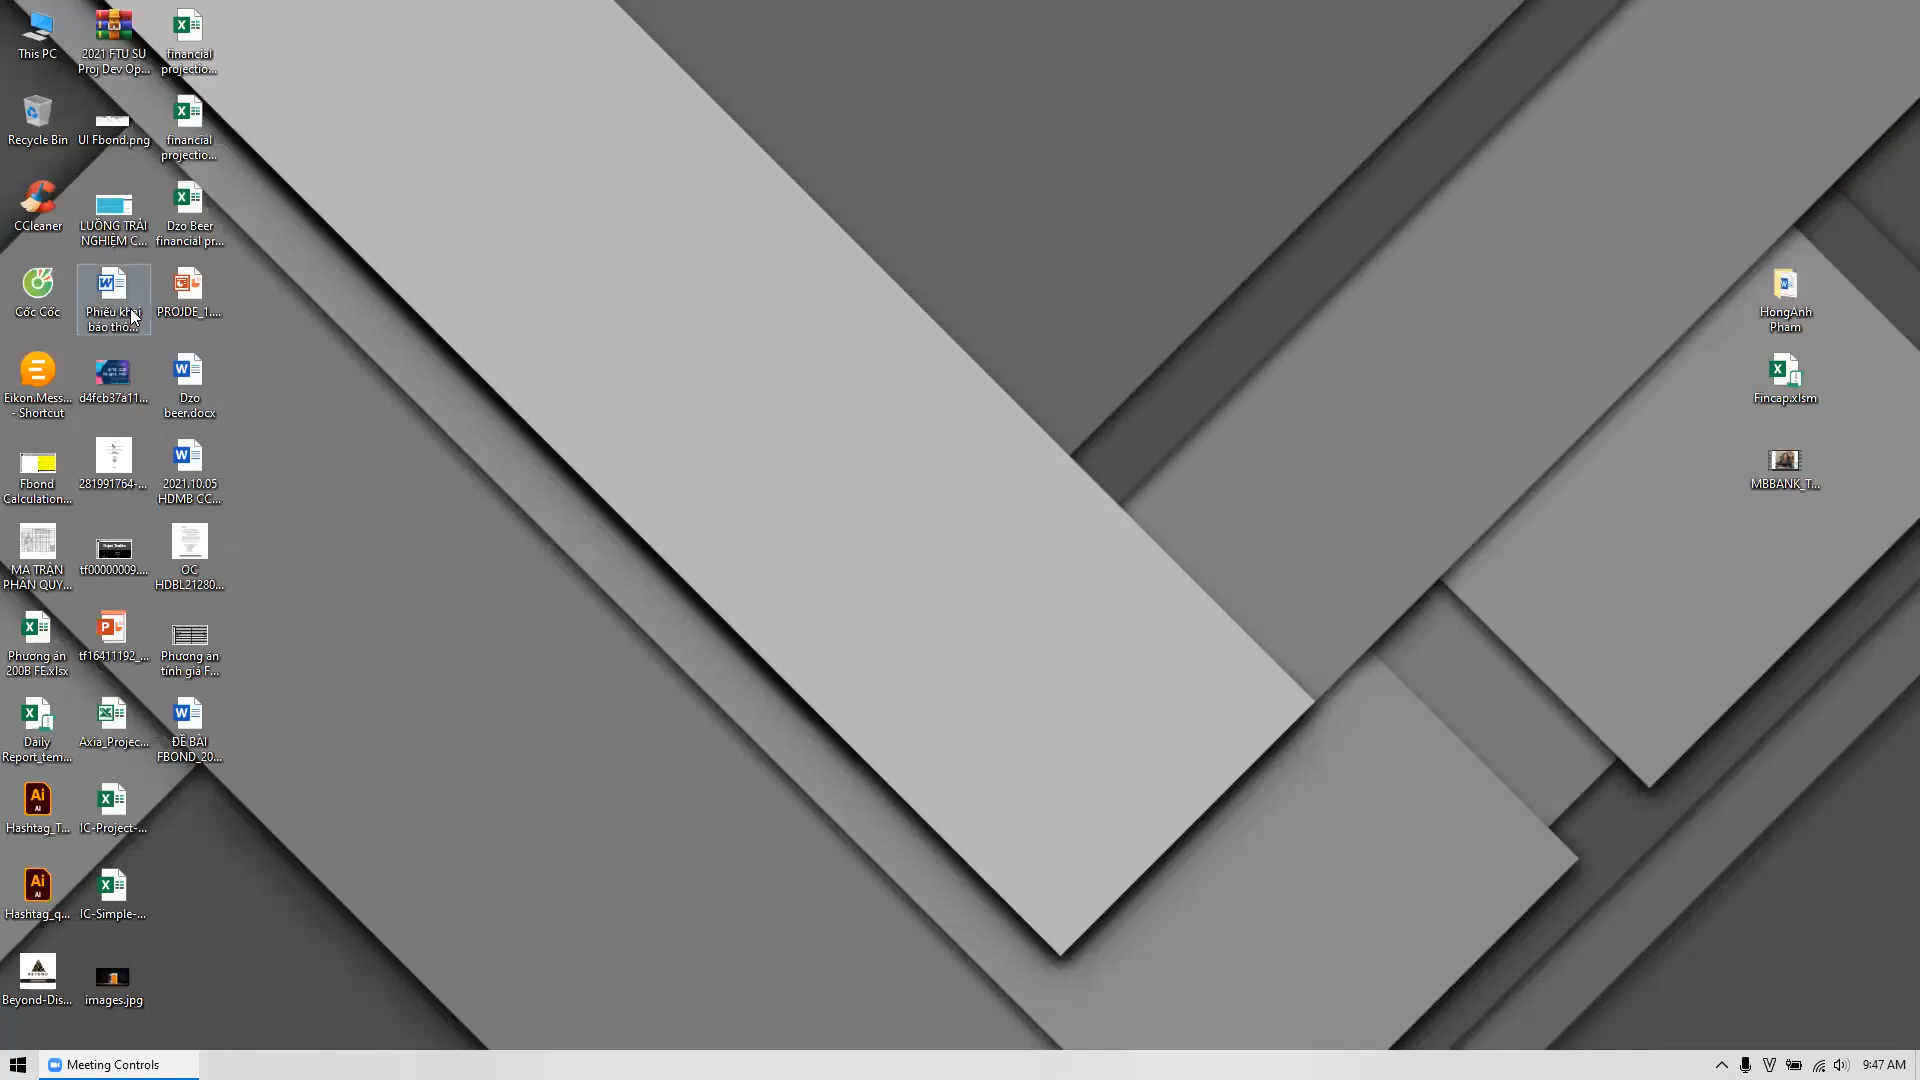 This PC
2021 FTU SU
Proj Dev Op...
financial
projectio...
Recycle Bin
UI Fbond.png
financial
projectio...
CCleaner
LUỒNG TRẢI
NGHIỆM C...
Dzo Beer
financial pr...
Cốc Cốc
Phiếu khai
báo thô...
PROJDE_1....
Eikon.Mess...
- Shortcut
d4fcb37a11...
Dzo
beer.docx
Fbond
Calculation...
281991764-...
2021.10.05
HDMB CC...
MA TRẬN
PHÂN QUY...
tf00000009....
OC
HDBL21280...
Phương án
200B FE.xlsx
tf16411192_...
Phương án
tính giá F...
Daily
Report_tem...
Axia_Projec...
ĐỀ BÀI
FBOND_20...
Hashtag_T...
IC-Project-...
Hashtag_q...
IC-Simple-...
Beyond-Dis...
images.jpg
HongAnh
Pham
Fincap.xlsm
MBBANK_T...
Meeting Controls
9:47 AM